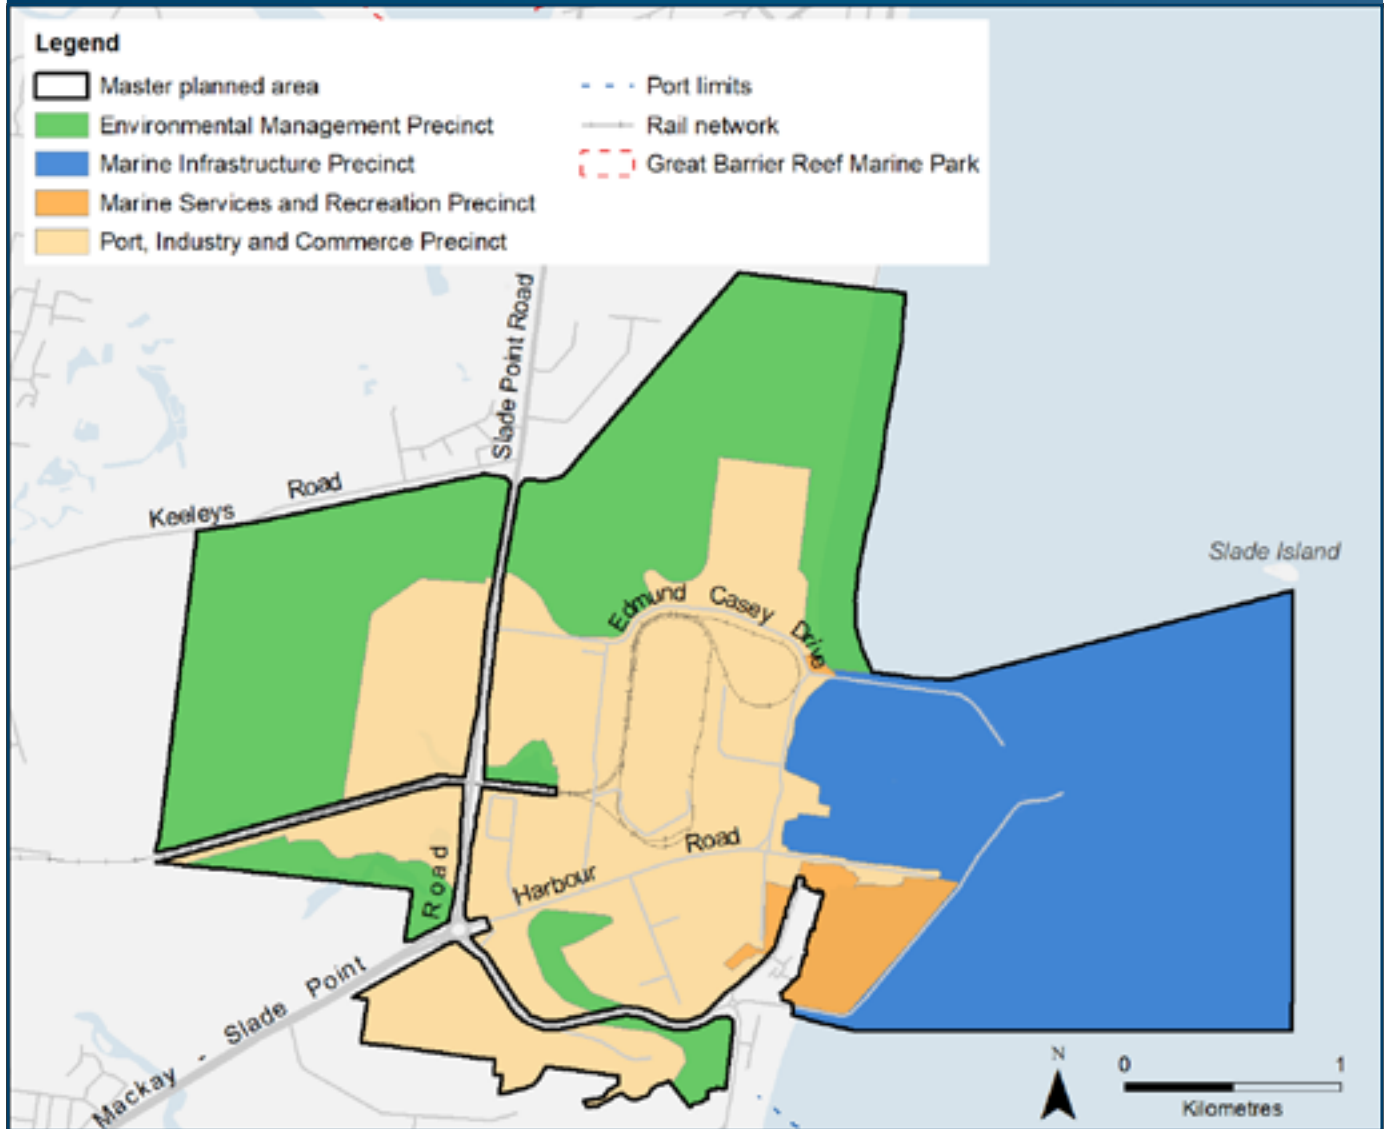 Legend
Master planned area
Environmental Management Precinct
Marine Infrastructure Precinct
Marine Services and Recreation Precinct
Port, Industry and Commerce Precinct
Port limits
Rail network
Great Barrier Reef Marine Park
Slade Point Road
Keeleys Road
Slade Island
Edmund Casey Drive
Harbour Road
Mackay - Slade Point Road
N
0 1
Kilometres